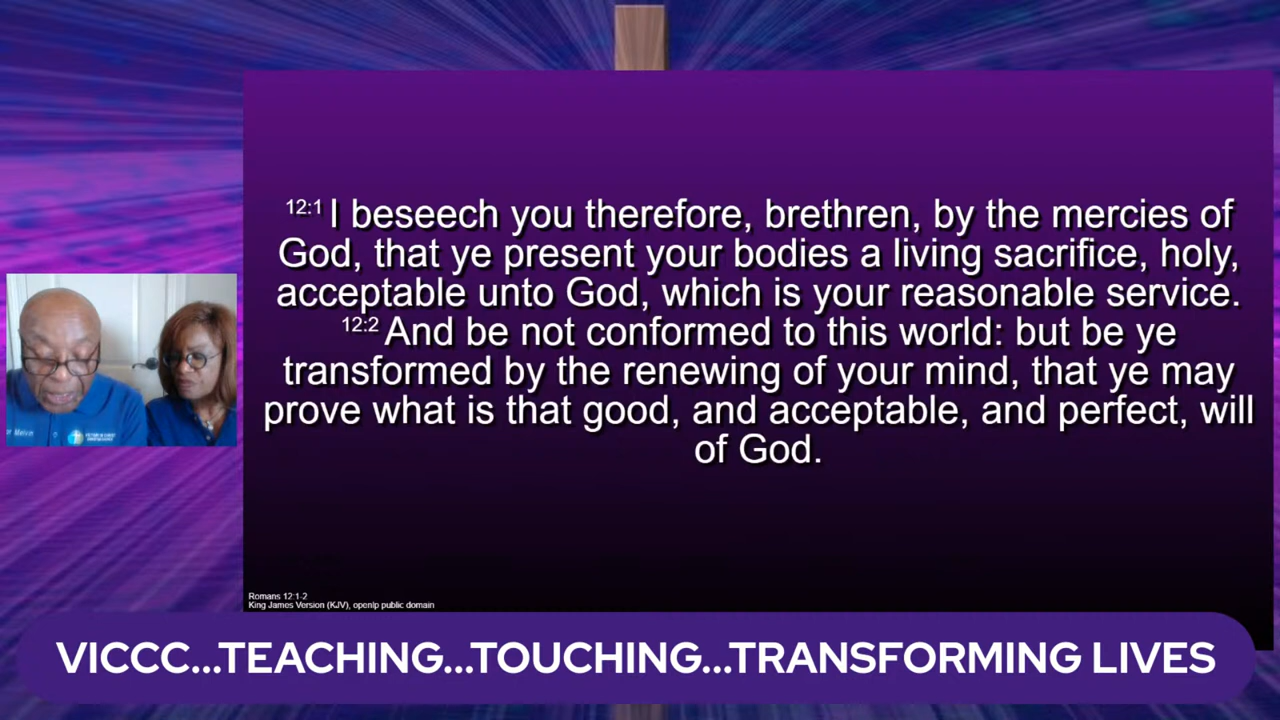 12:1 I beseech you therefore, brethren, by the mercies of
God, that ye present your bodies a living sacrifice, holy,
acceptable unto God, which is your reasonable service.
12:2 And be not conformed to this world: but be ye
transformed by the renewing of your mind, that ye may
prove what is that good, and acceptable, and perfect, will
of God.
Melvin
Romans 12:1-2
King James Version (KJV), openlp public domain
VICCC...TEACHING...TOUCHING...TRANSFORMING LIVES